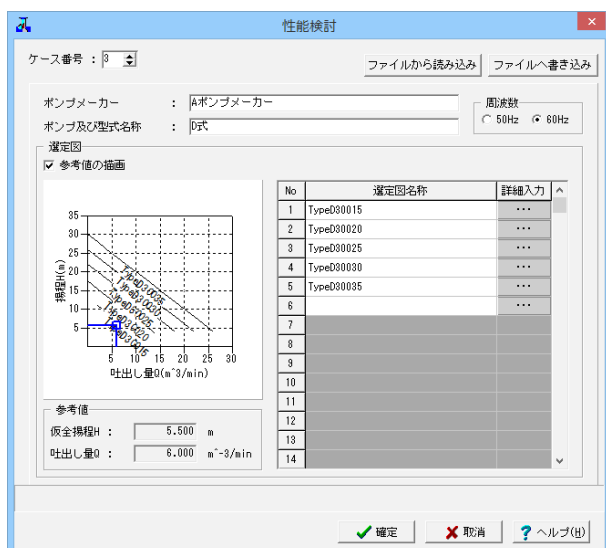 性能検討
ケース番号 : 3
ファイルから読み込み ファイルへ書き込み
ポンプメーカー : Aポンプメーカー
ポンプ及び型式名称 : D式
周波数
50Hz 60Hz
選定図
参考値の描画
35
30
25
20
15
10
5
揚程H(m)
TypeD30035
TypeD30030
TypeD30025
TypeD30020
TypeD30015
5 10 15 20 25 30
吐出し量Q(m^3/min)
No 選定図名称 詳細入力
1 TypeD30015 ...
2 TypeD30020 ...
3 TypeD30025 ...
4 TypeD30030 ...
5 TypeD30035 ...
6 ...
7
8
9
10
11
12
13
14
参考値
仮全揚程H : 5.500 m
吐出し量Q : 6.000 m^-3/min
確定 取消 ヘルプ(H)